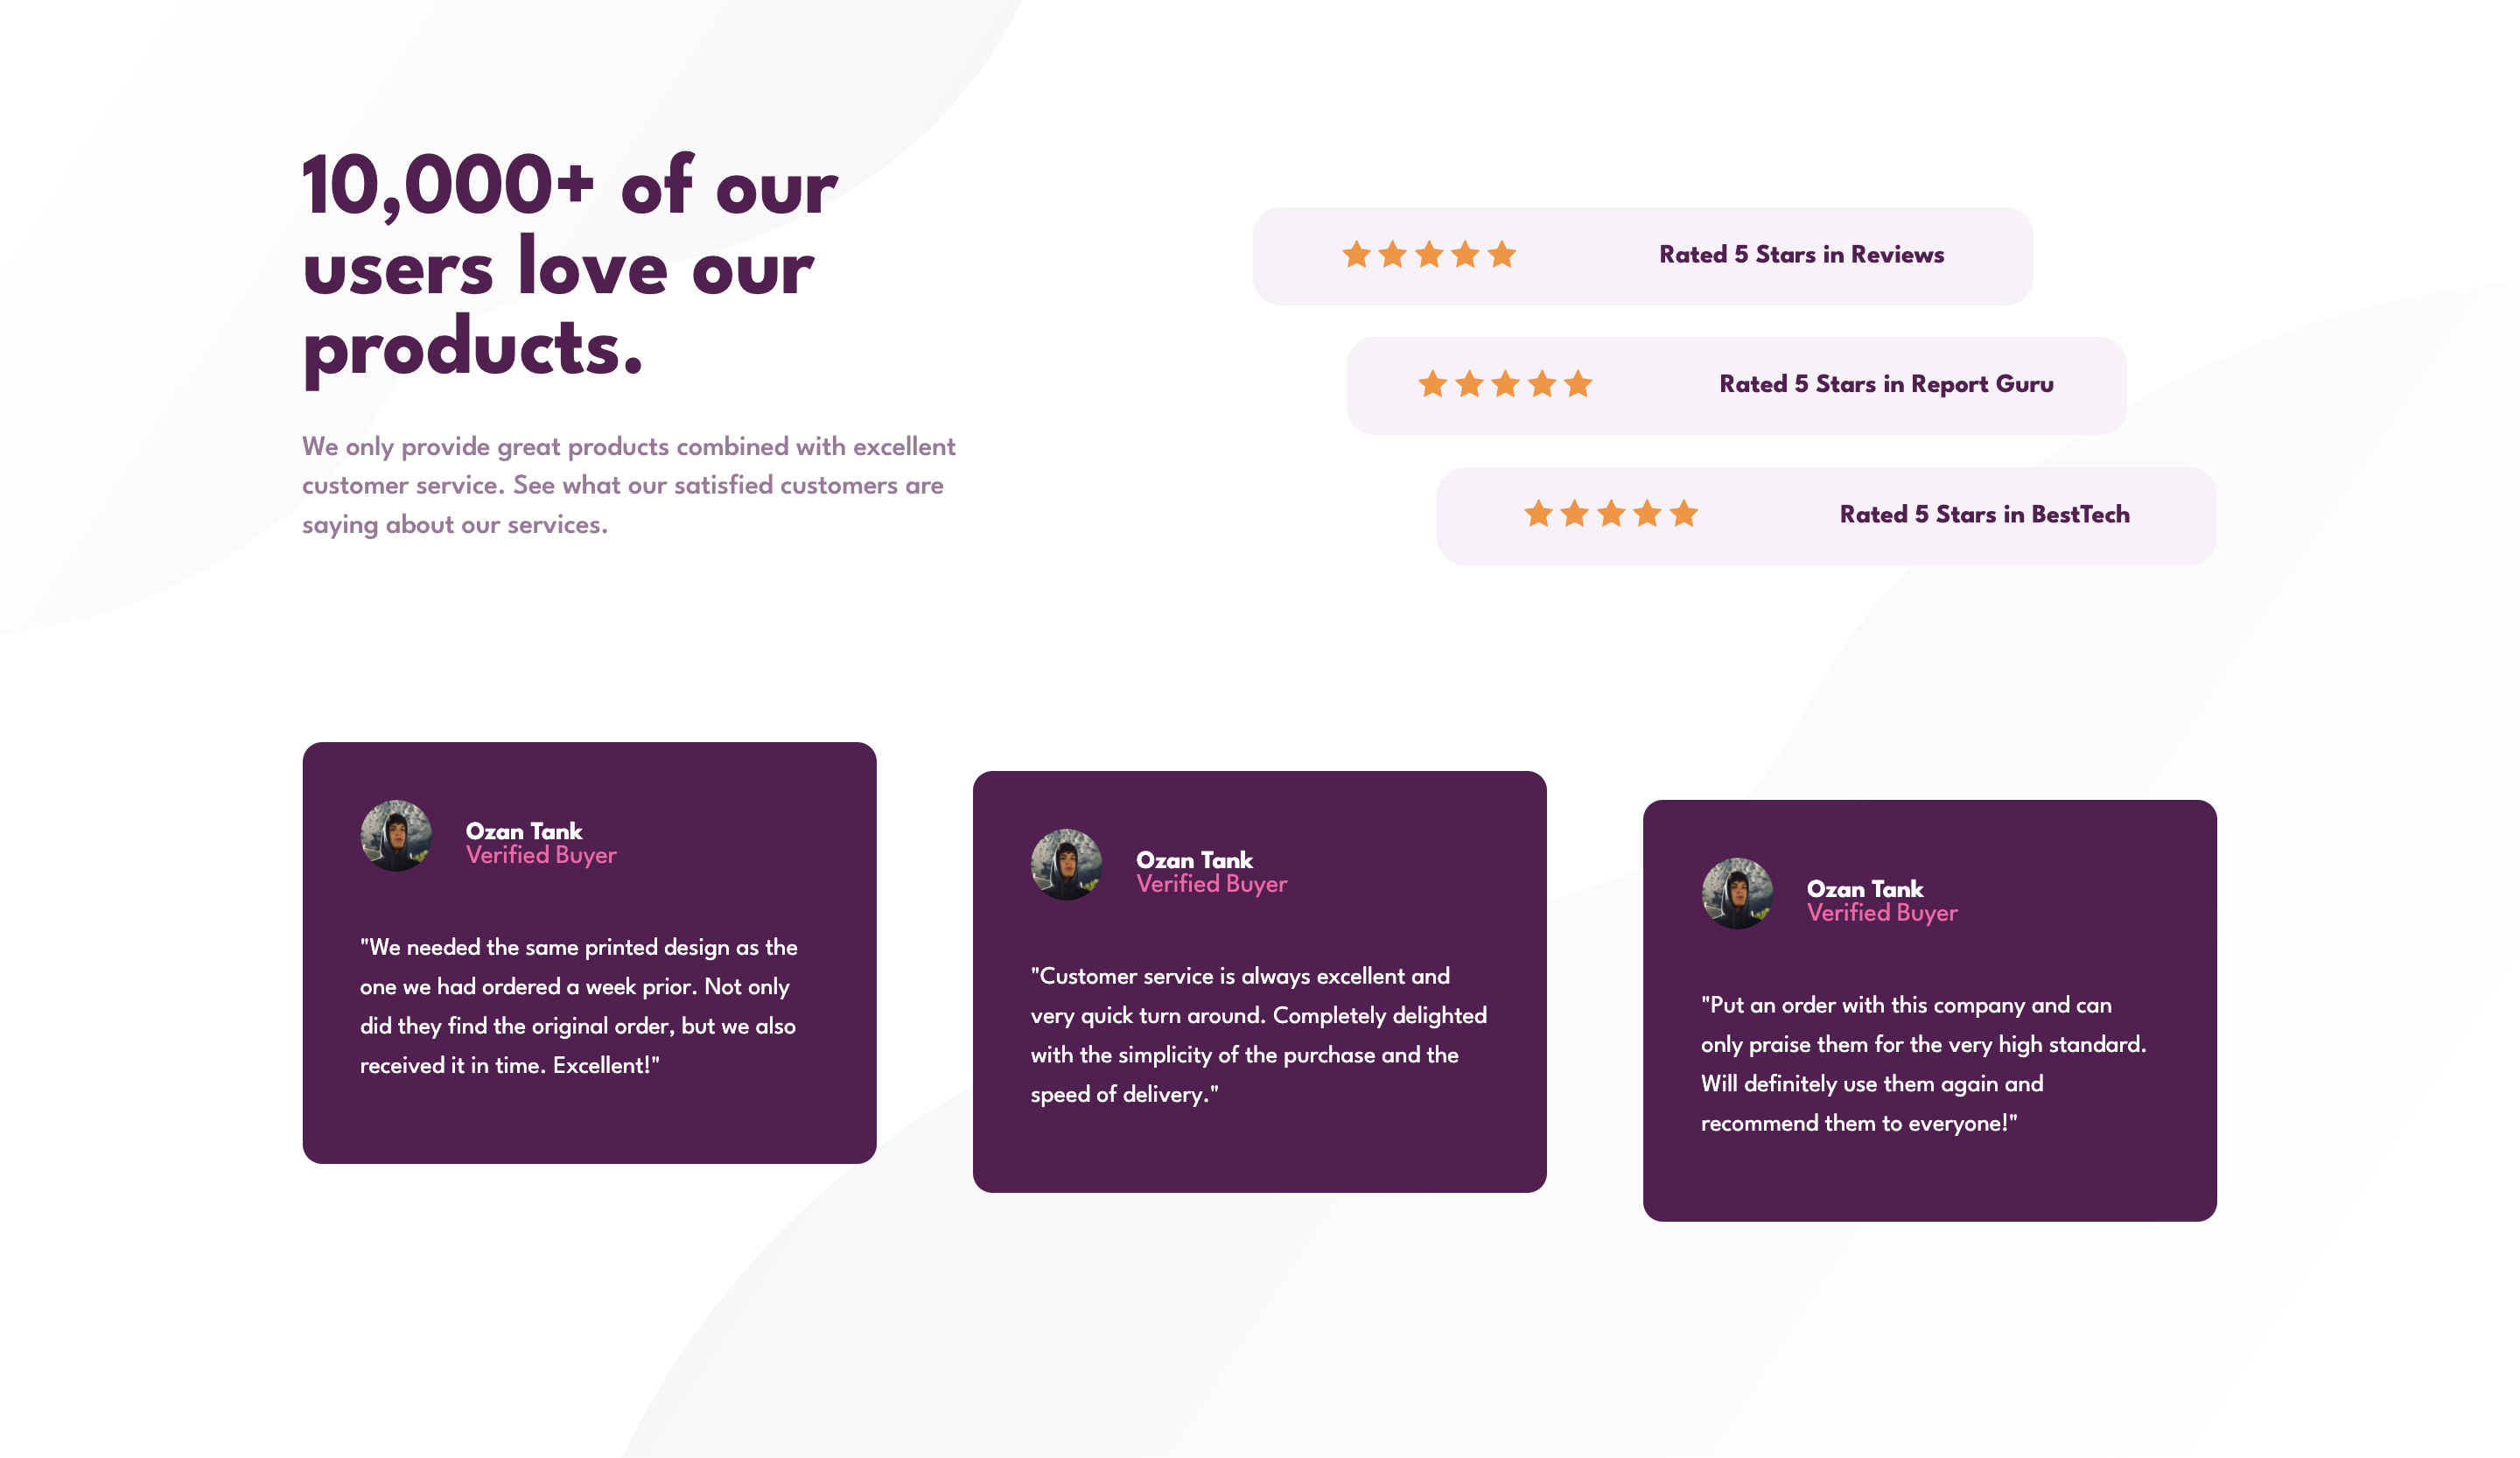 10,000+ of our
users love our
products.
We only provide great products combined with excellent
customer service. See what our satisfied customers are
saying about our services.
Rated 5 Stars in Reviews
Rated 5 Stars in Report Guru
Rated 5 Stars in BestTech
Ozan Tank
Verified Buyer
"We needed the same printed design as the
one we had ordered a week prior. Not only
did they find the original order, but we also
received it in time. Excellent!"
Ozan Tank
Verified Buyer
"Customer service is always excellent and
very quick turn around. Completely delighted
with the simplicity of the purchase and the
speed of delivery."
Ozan Tank
Verified Buyer
"Put an order with this company and can
only praise them for the very high standard.
Will definitely use them again and
recommend them to everyone!"